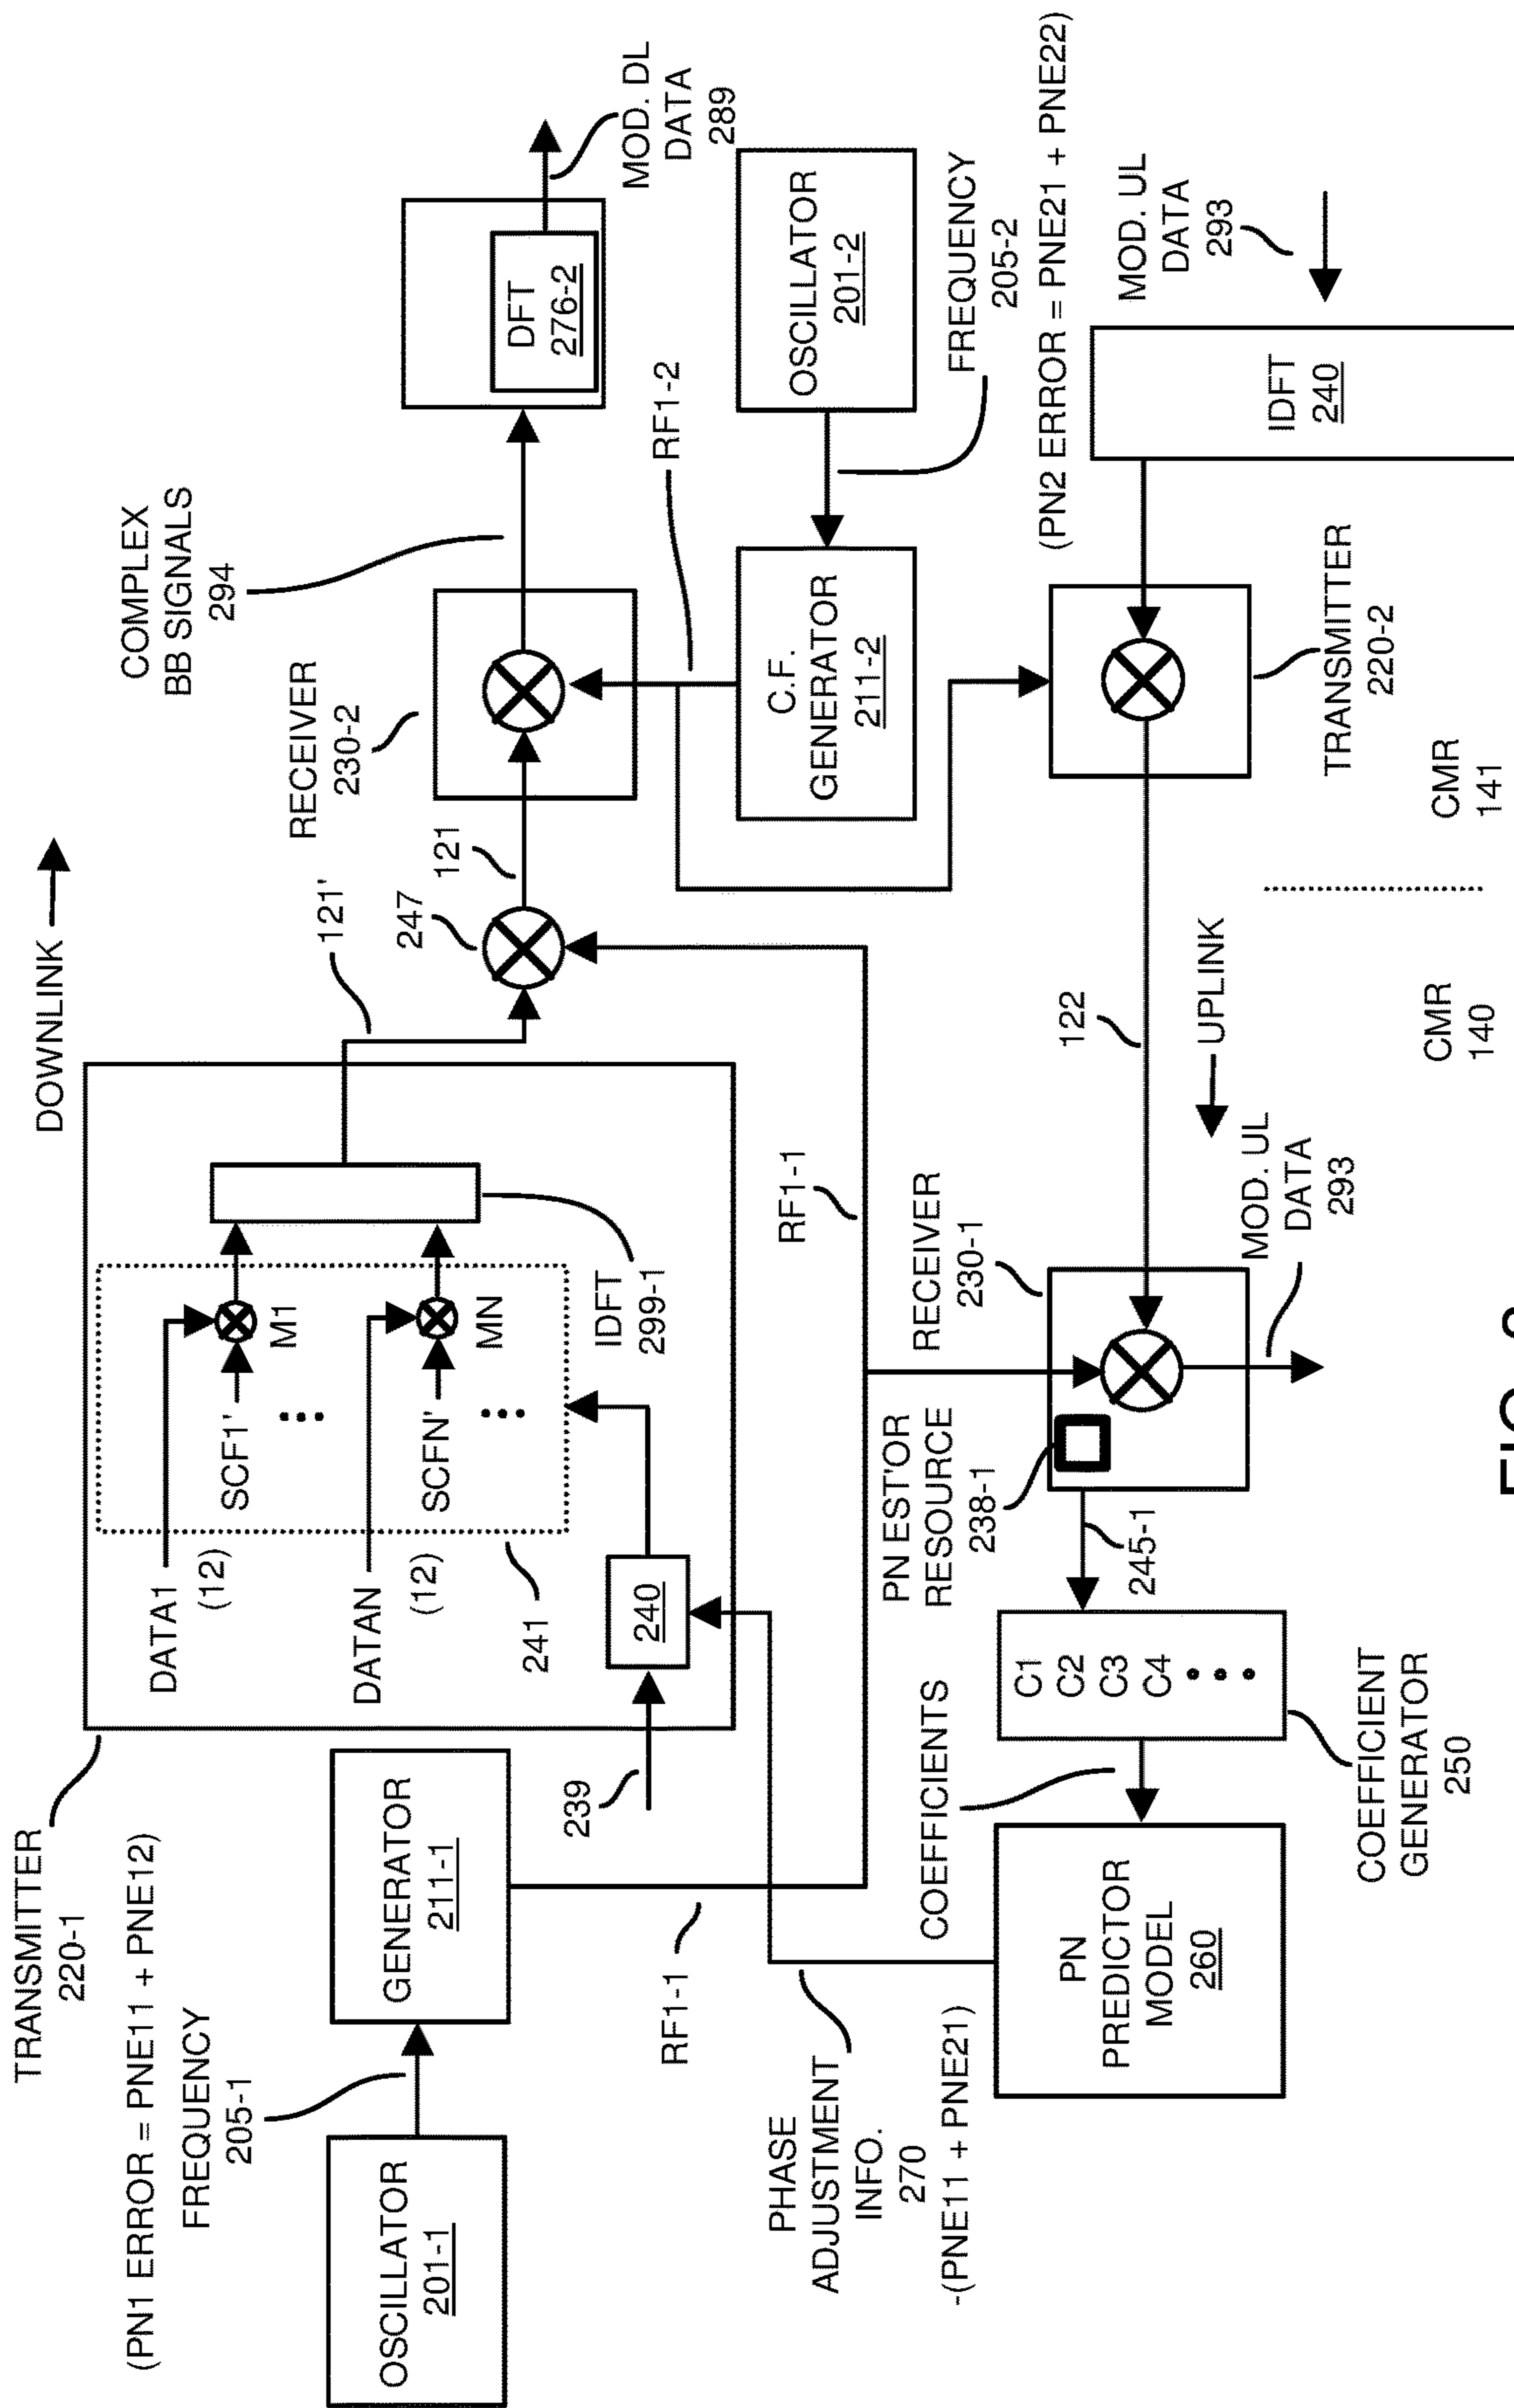 DOWNLINK
TRANSMITTER
220-1
(PN1 ERROR = PNE11 + PNE12)
FREQUENCY
205-1
OSCILLATOR
201-1
GENERATOR
211-1
RF1-1
239
240
241
DATA1
(12)
SCF1'
M1
DATAN
(12)
SCFN'
MN
IDFT
299-1
121'
247
121
RF1-1
RECEIVER
230-2
COMPLEX
BB SIGNALS
294
DFT
276-2
MOD. DL
DATA
289
RF1-2
C.F.
GENERATOR
211-2
OSCILLATOR
201-2
FREQUENCY
205-2
(PN2 ERROR = PNE21 + PNE22)
MOD. UL
DATA
293
IDFT
240
TRANSMITTER
220-2
CMR
141
CMR
140
122
UPLINK
RECEIVER
230-1
MOD. UL
DATA
293
PN EST'OR
RESOURCE
238-1
245-1
C1
C2
C3
C4
COEFFICIENT
GENERATOR
250
COEFFICIENTS
PN
PREDICTOR
MODEL
260
PHASE
ADJUSTMENT
INFO.
270
-(PNE11 + PNE21)
FIG.